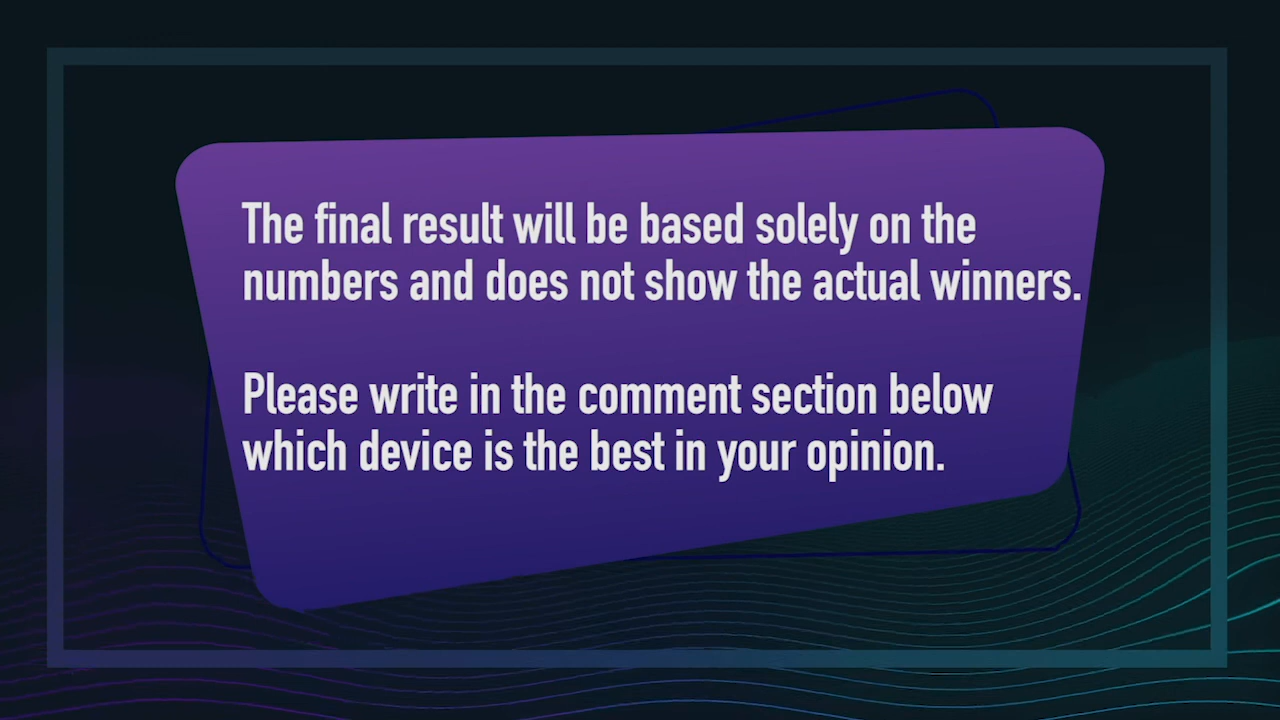 The final result will be based solely on the
numbers and does not show the actual winners.
Please write in the comment section below
which device is the best in your opinion.